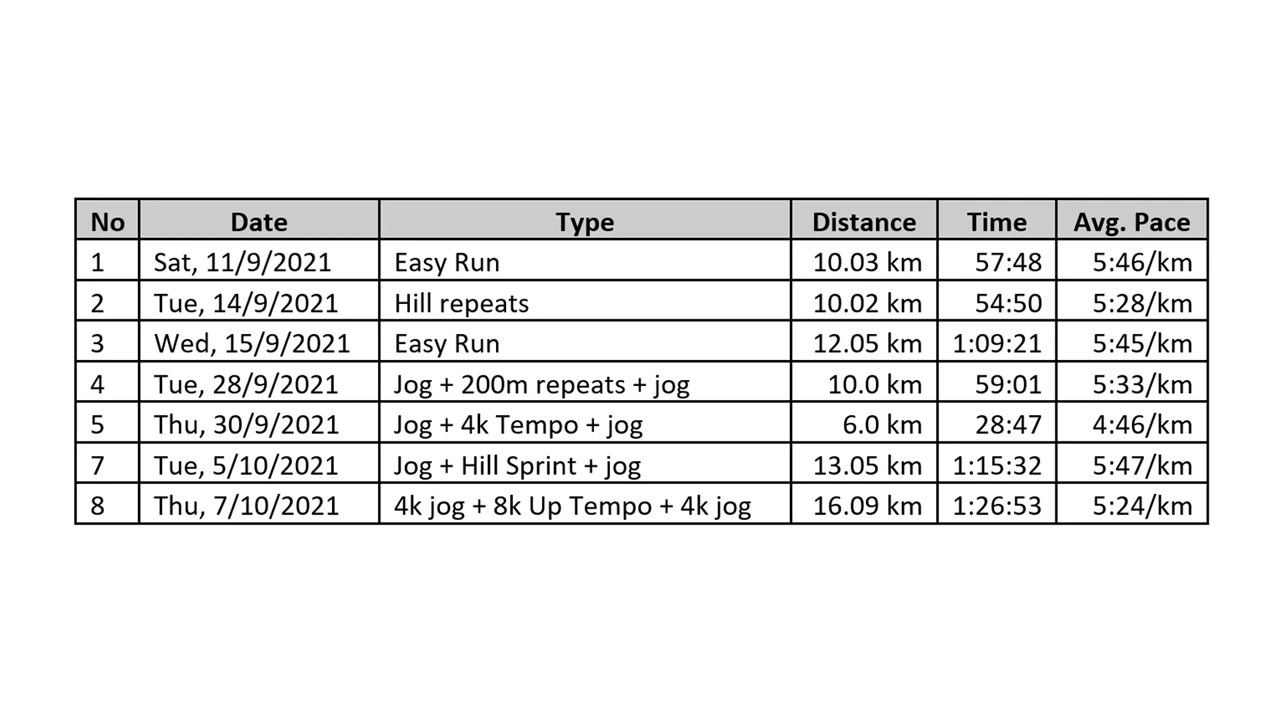 No Date Type Distance Time Avg. Pace
1 Sat, 11/9/2021 Easy Run 10.03 km 57:48 5:46/km
2 Tue, 14/9/2021 Hill repeats 10.02 km 54:50 5:28/km
3 Wed, 15/9/2021 Easy Run 12.05 km 1:09:21 5:45/km
4 Tue, 28/9/2021 Jog + 200m repeats + jog 10.0 km 59:01 5:33/km
5 Thu, 30/9/2021 Jog + 4k Tempo + jog 6.0 km 28:47 4:46/km
7 Tue, 5/10/2021 Jog + Hill Sprint + jog 13.05 km 1:15:32 5:47/km
8 Thu, 7/10/2021 4k jog + 8k Up Tempo + 4k jog 16.09 km 1:26:53 5:24/km